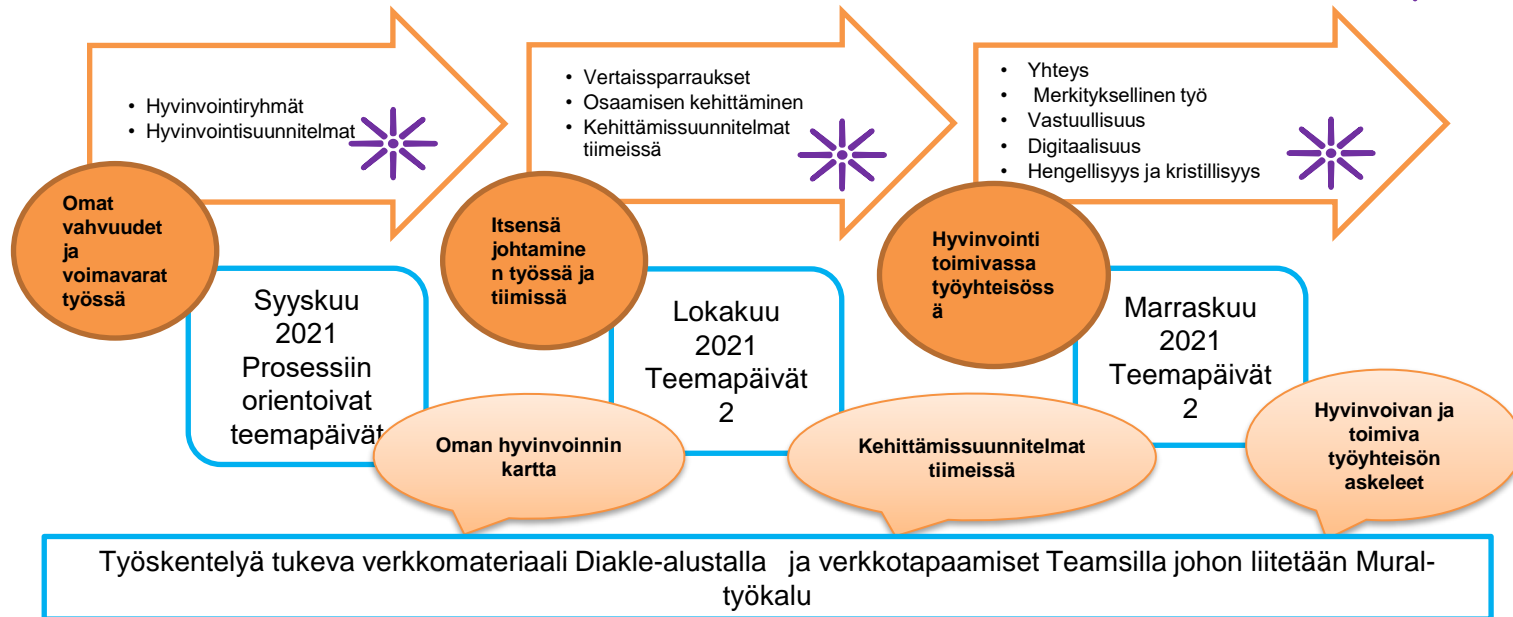 • Hyvinvointiryhmät
• Hyvinvointisuunnitelmat
Omat
vahvuudet
ja
voimavarat
työssä
Syyskuu
2021
Prosessiin
orientoivat
teemapäivät
Oman hyvinvoinnin
kartta
• Vertaissparraukset
• Osaamisen kehittäminen
• Kehittämissuunnitelmat
tiimeissä
Itsensä
johtamine
n työssä ja
tiimissä
Lokakuu
2021
Teemapäivät
2
Kehittämissuunnitelmat
tiimeissä
• Yhteys
• Merkityksellinen työ
• Vastuullisuus
• Digitaalisuus
• Hengellisyys ja kristillisyys
Hyvinvointi
toimivassa
työyhteisöss
ä
Marraskuu
2021
Teemapäivät
2
Hyvinvoivan ja
toimiva
työyhteisön
askeleet
Työskentelyä tukeva verkkomateriaali Diakle-alustalla ja verkkotapaamiset Teamsilla johon liitetään Mural-
työkalu